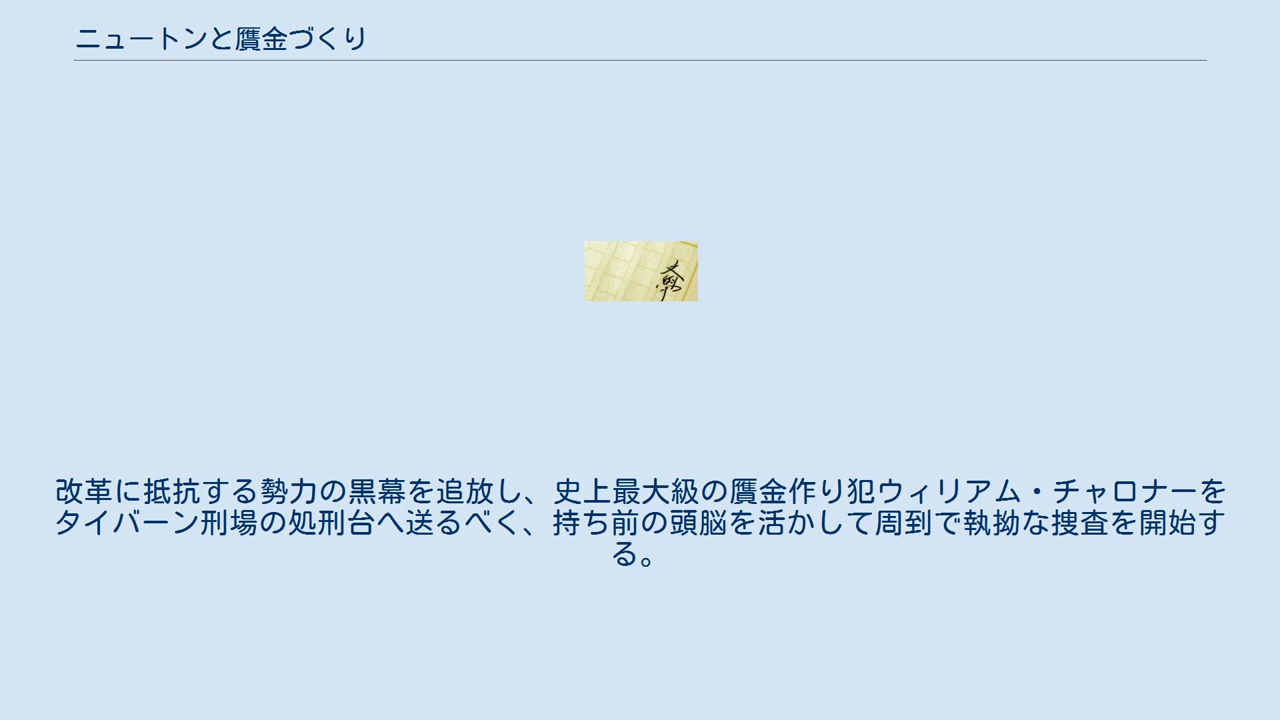 ニュートンと贋金づくり
改革に抵抗する勢力の黒幕を追放し、史上最大級の贋金作り犯ウィリアム・チャロナーを
タイバーン刑場の処刑台へ送るべく、持ち前の頭脳を活かして周到で執拗な捜査を開始す
る。